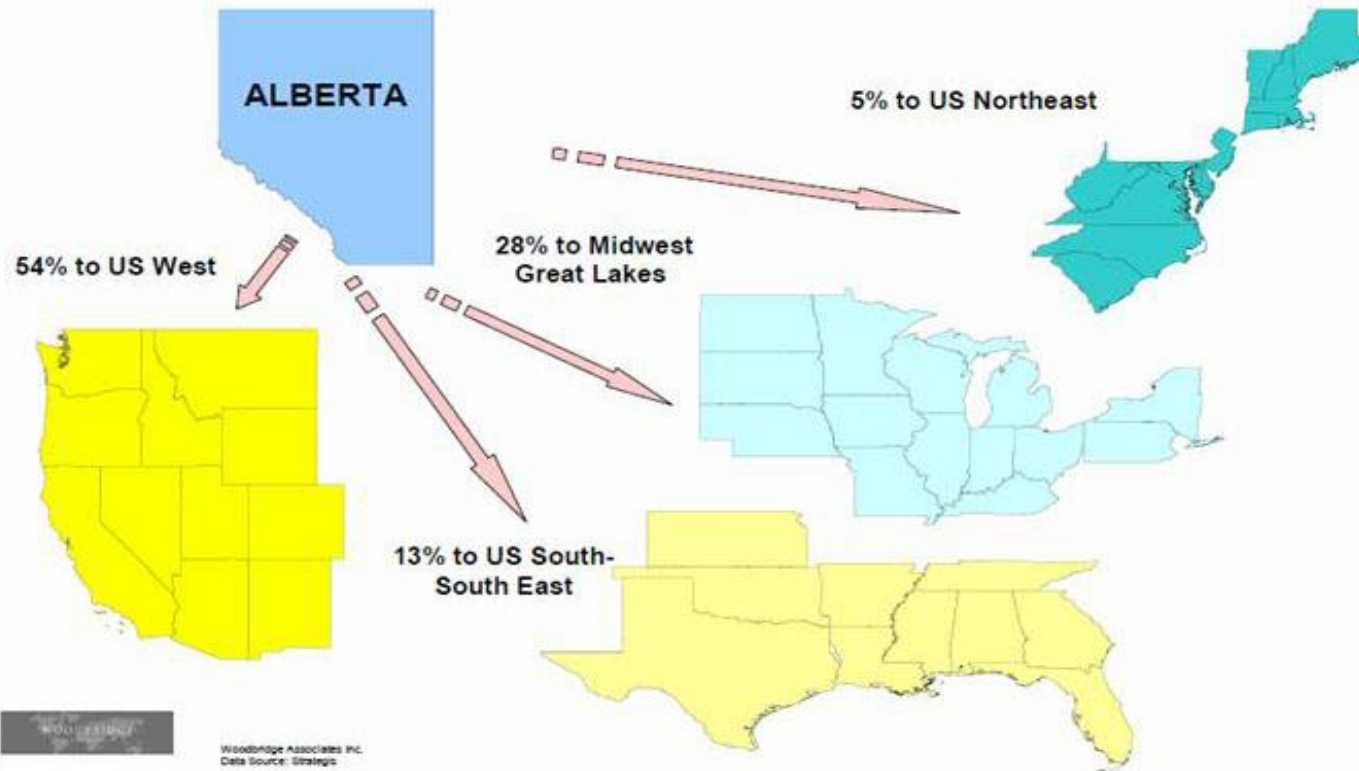 ALBERTA
5% to US Northeast
54% to US West
28% to Midwest
Great Lakes
13% to US South-
South East
WOODBRIDGE
Woodbridge Associates Inc.
Data Source: Strategis